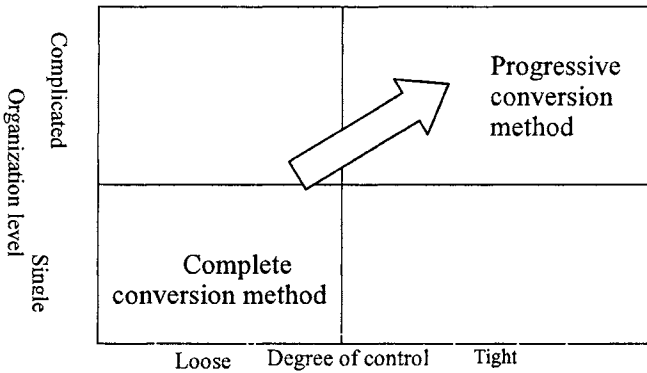 Complicated
Organization level
Single
Progressive
conversion
method
Complete
conversion method
Loose
Degree of control
Tight